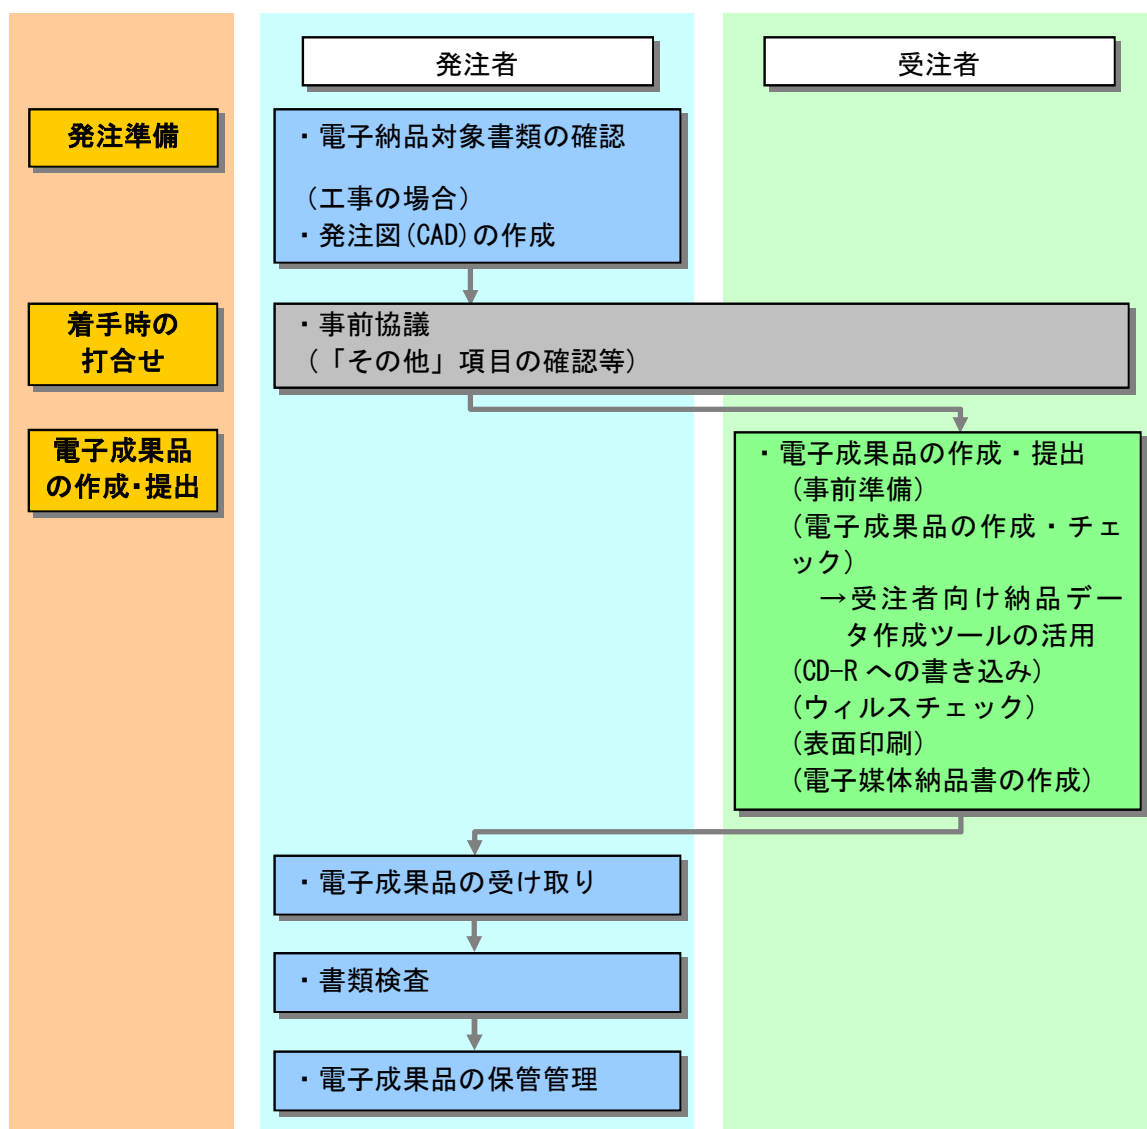 発注者
受注者
発注準備
・電子納品対象書類の確認
(工事の場合)
・発注図(CAD)の作成
着手時の
打合せ
・事前協議
(「その他」項目の確認等)
電子成果品
の作成・提出
・電子成果品の作成・提出
(事前準備)
(電子成果品の作成・チェ
ック)
→受注者向け納品デー
タ作成ツールの活用
(CD-R への書き込み)
(ウィルスチェック)
(表面印刷)
(電子媒体納品書の作成)
・電子成果品の受け取り
・書類検査
・電子成果品の保管管理